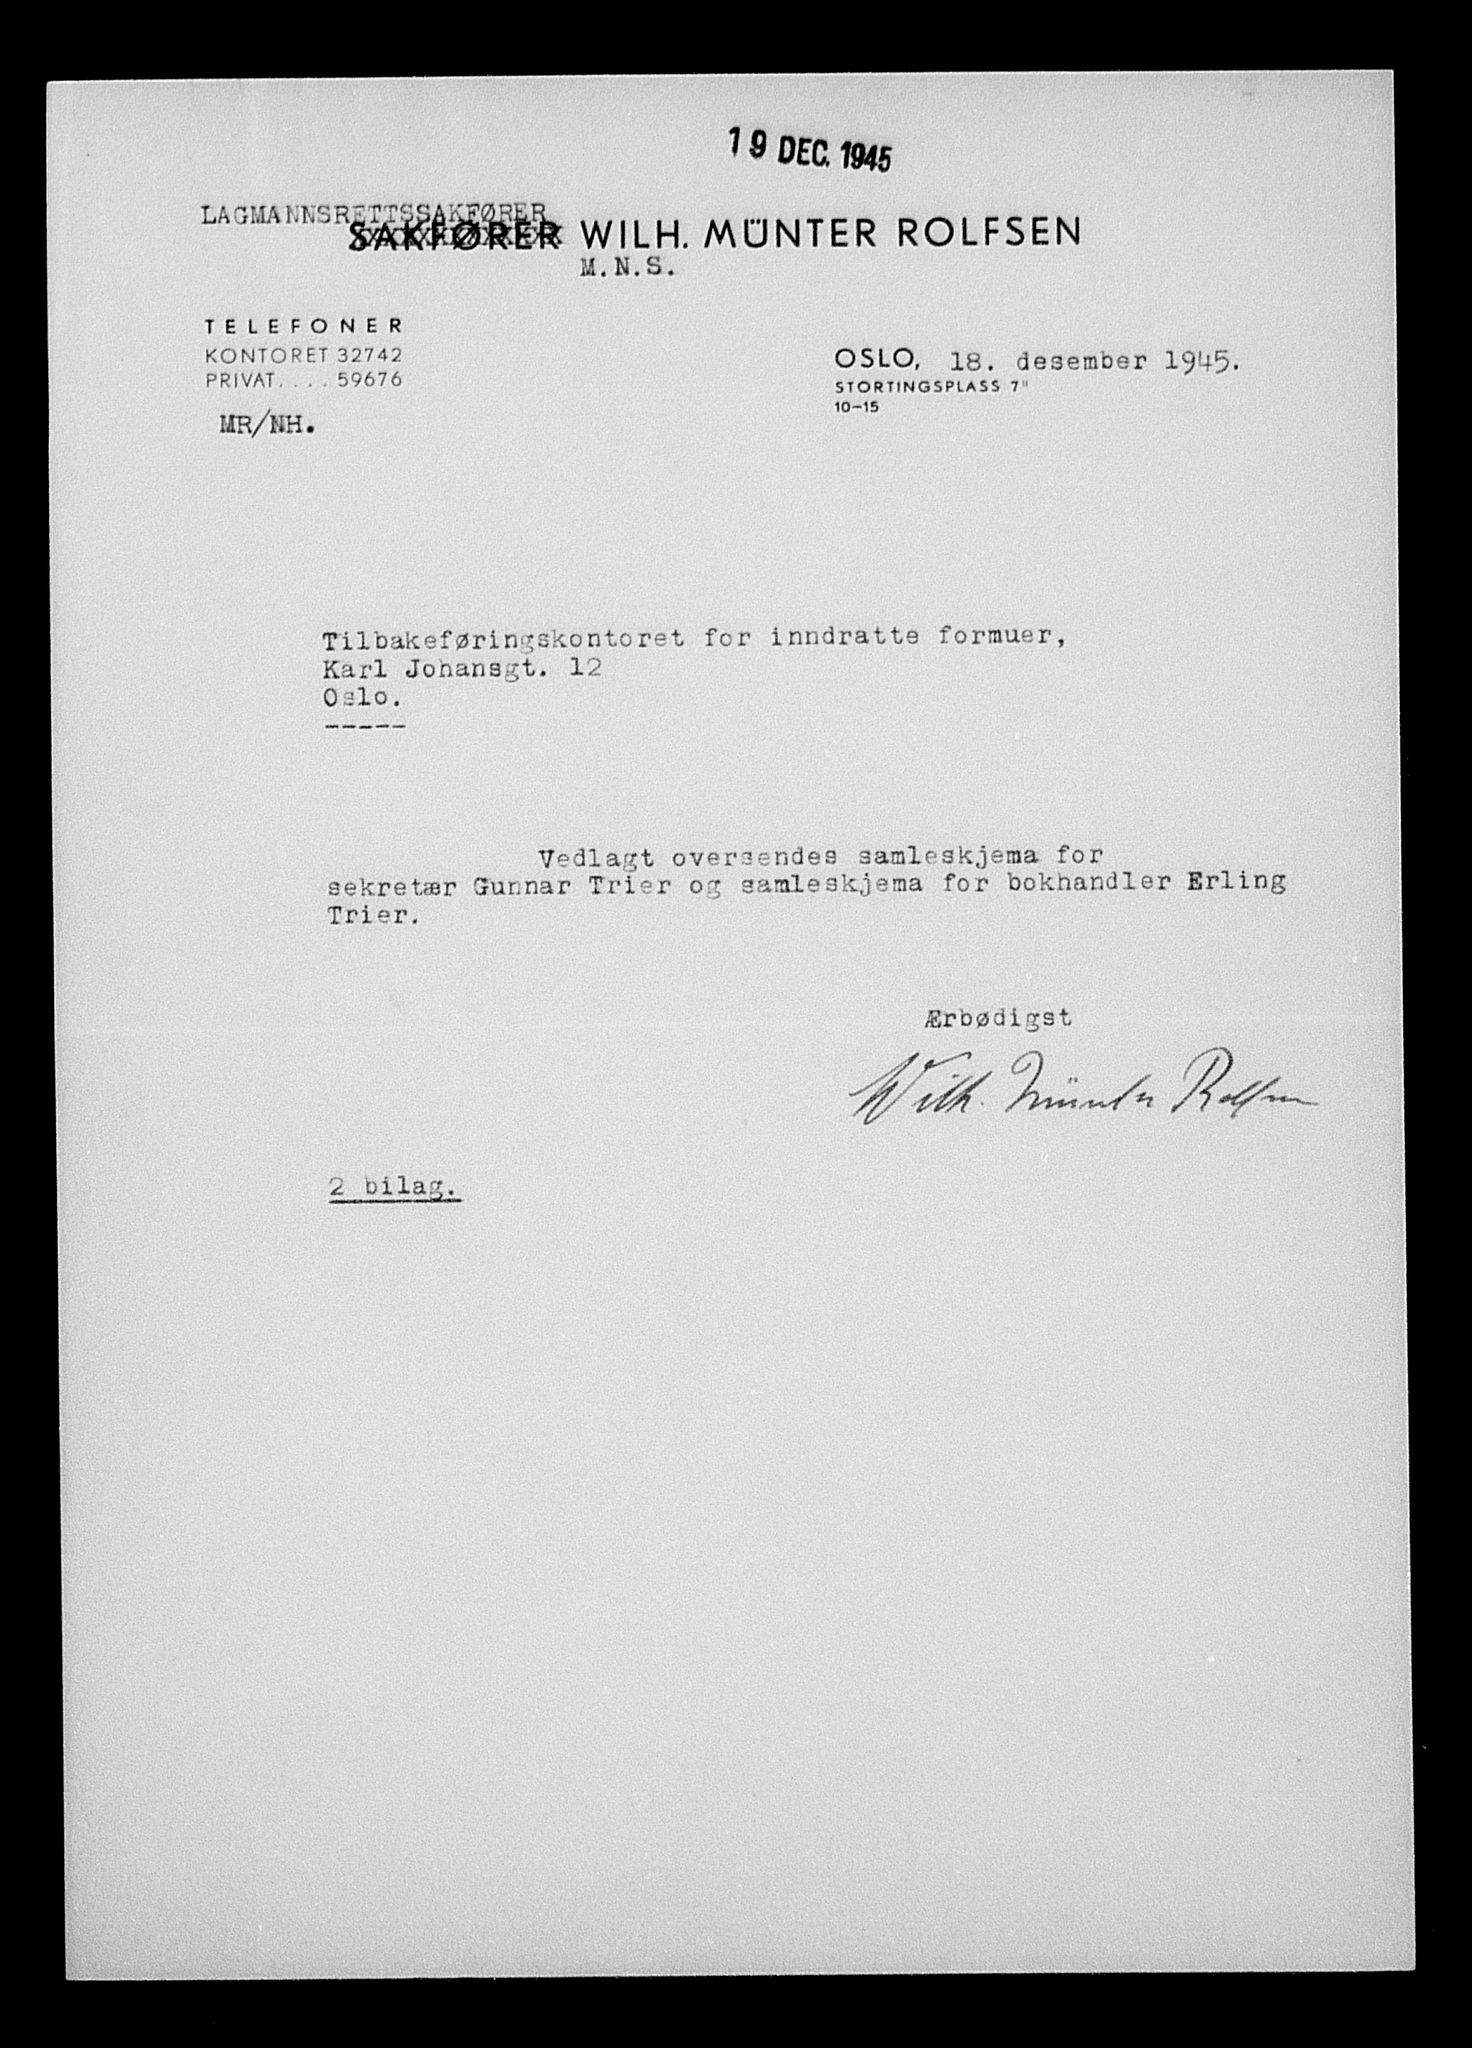 19 DEC. 1945
LAGMANNSRETTSSAKFØRER
SAKFØRER WILH. MÜNTER ROLFSEN
M.N.S.
TELEFONER
KONTORET 32742
PRIVAT.... 59676
MR/NH.
OSLO, 18. desember 1945.
STORTINGSPLASS 7"
10-15
Tilbakeføringskontoret for inndratte formuer,
Karl Johansgt. 12
Oslo.
-----
Vedlagt oversendes samleskjema for
sekretær Gunnar Trier og samleskjema for bokhandler Erling
Trier.
Ærbødigst
Wilh. Münter Rolfsen
2 bilag.